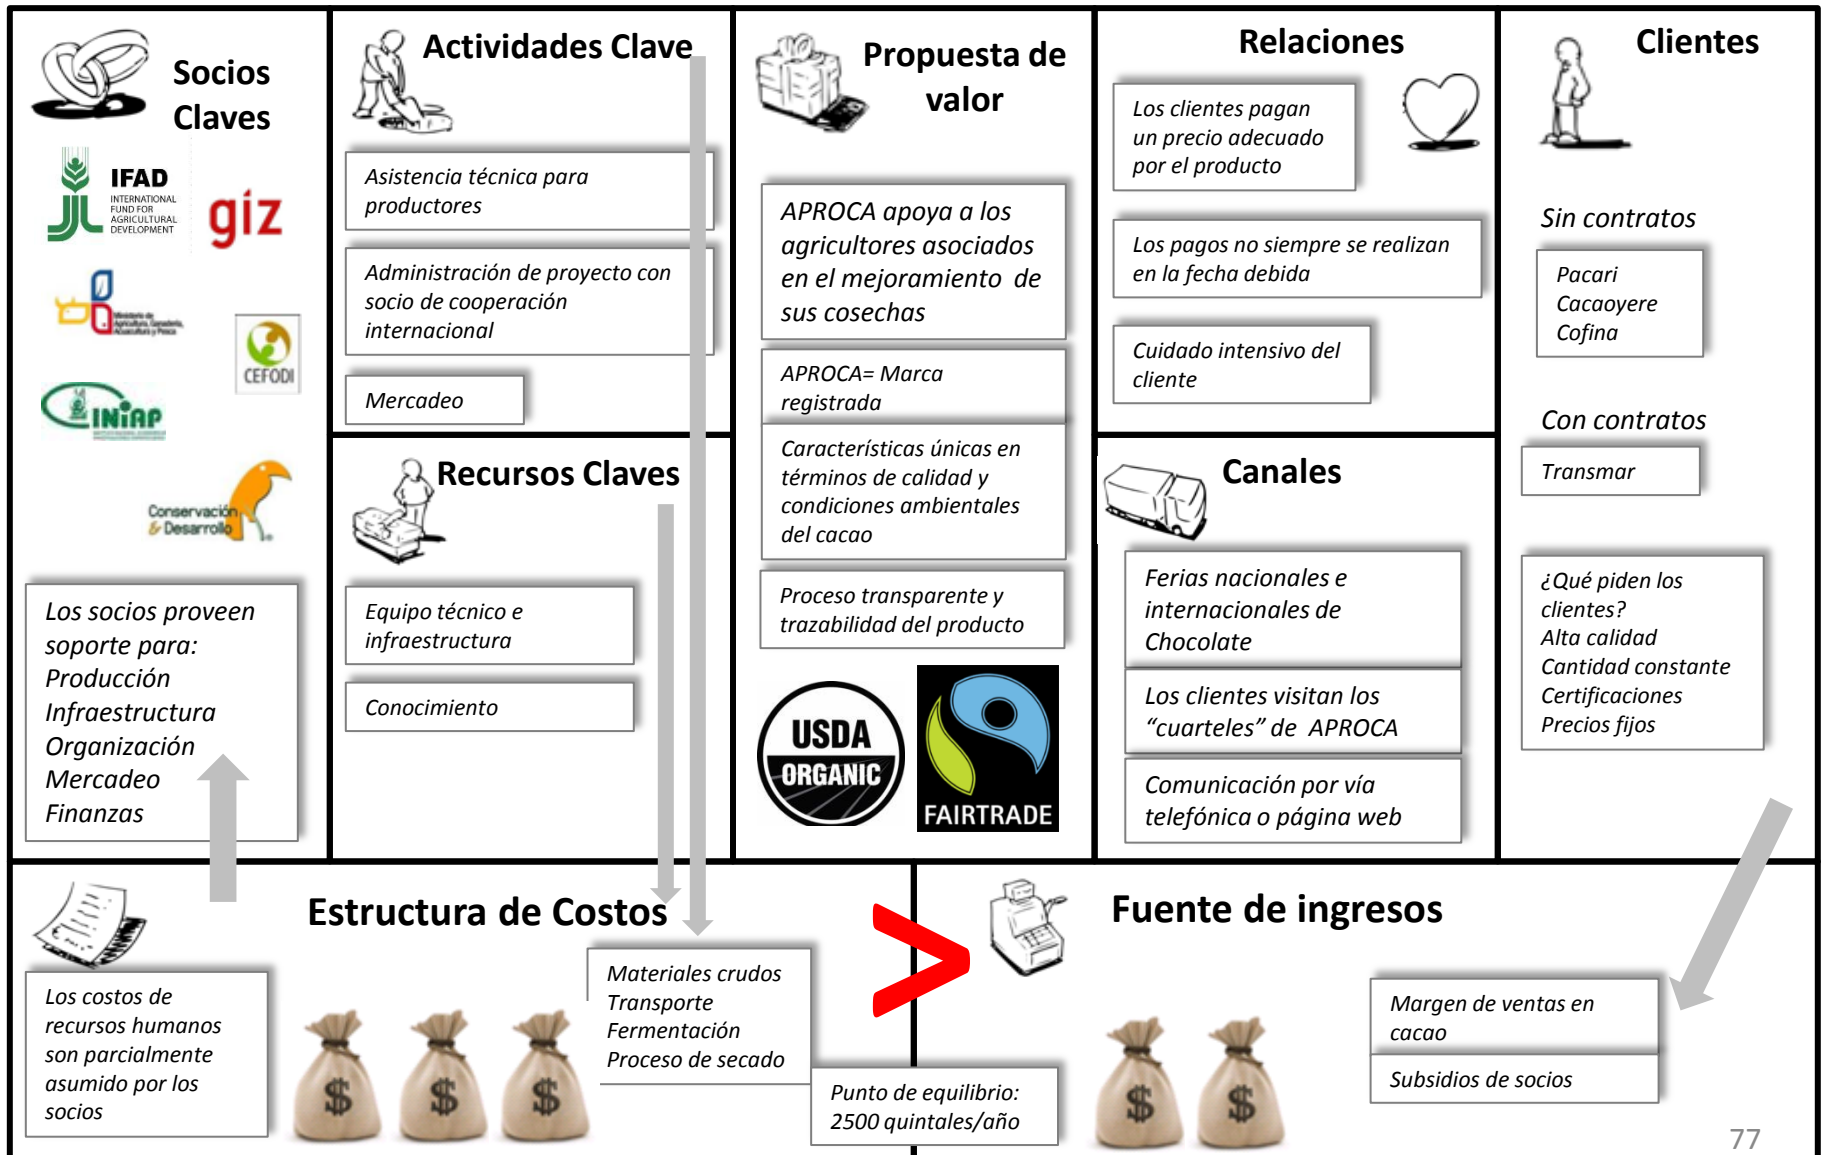 Socios
Claves
IFAD
INTERNATIONAL
FUND FOR
AGRICULTURAL
DEVELOPMENT
giz
Ministerio de
Agricultura, Ganadería,
Acuacultura y Pesca
CEFODI
INIAP
Conservación
& Desarrollo
Los socios proveen
soporte para:
Producción
Infraestructura
Organización
Mercadeo
Finanzas
Actividades Clave
Asistencia técnica para
productores
Administración de proyecto con
socio de cooperación
internacional
Mercadeo
Recursos Claves
Equipo técnico e
infraestructura
Conocimiento
Propuesta de
valor
APROCA apoya a los
agricultores asociados
en el mejoramiento de
sus cosechas
APROCA= Marca
registrada
Características únicas en
términos de calidad y
condiciones ambientales
del cacao
Proceso transparente y
trazabilidad del producto
USDA
ORGANIC
FAIRTRADE
Relaciones
Los clientes pagan
un precio adecuado
por el producto
Los pagos no siempre se realizan
en la fecha debida
Cuidado intensivo del
cliente
Canales
Ferias nacionales e
internacionales de
Chocolate
Los clientes visitan los
“cuarteles” de APROCA
Comunicación por vía
telefónica o página web
Clientes
Sin contratos
Pacari
Cacaoyere
Cofina
Con contratos
Transmar
¿Qué piden los
clientes?
Alta calidad
Cantidad constante
Certificaciones
Precios fijos
Estructura de Costos
Los costos de
recursos humanos
son parcialmente
asumido por los
socios
$ $ $
Materiales crudos
Transporte
Fermentación
Proceso de secado
>
Punto de equilibrio:
2500 quintales/año
Fuente de ingresos
$ $
Margen de ventas en
cacao
Subsidios de socios
77